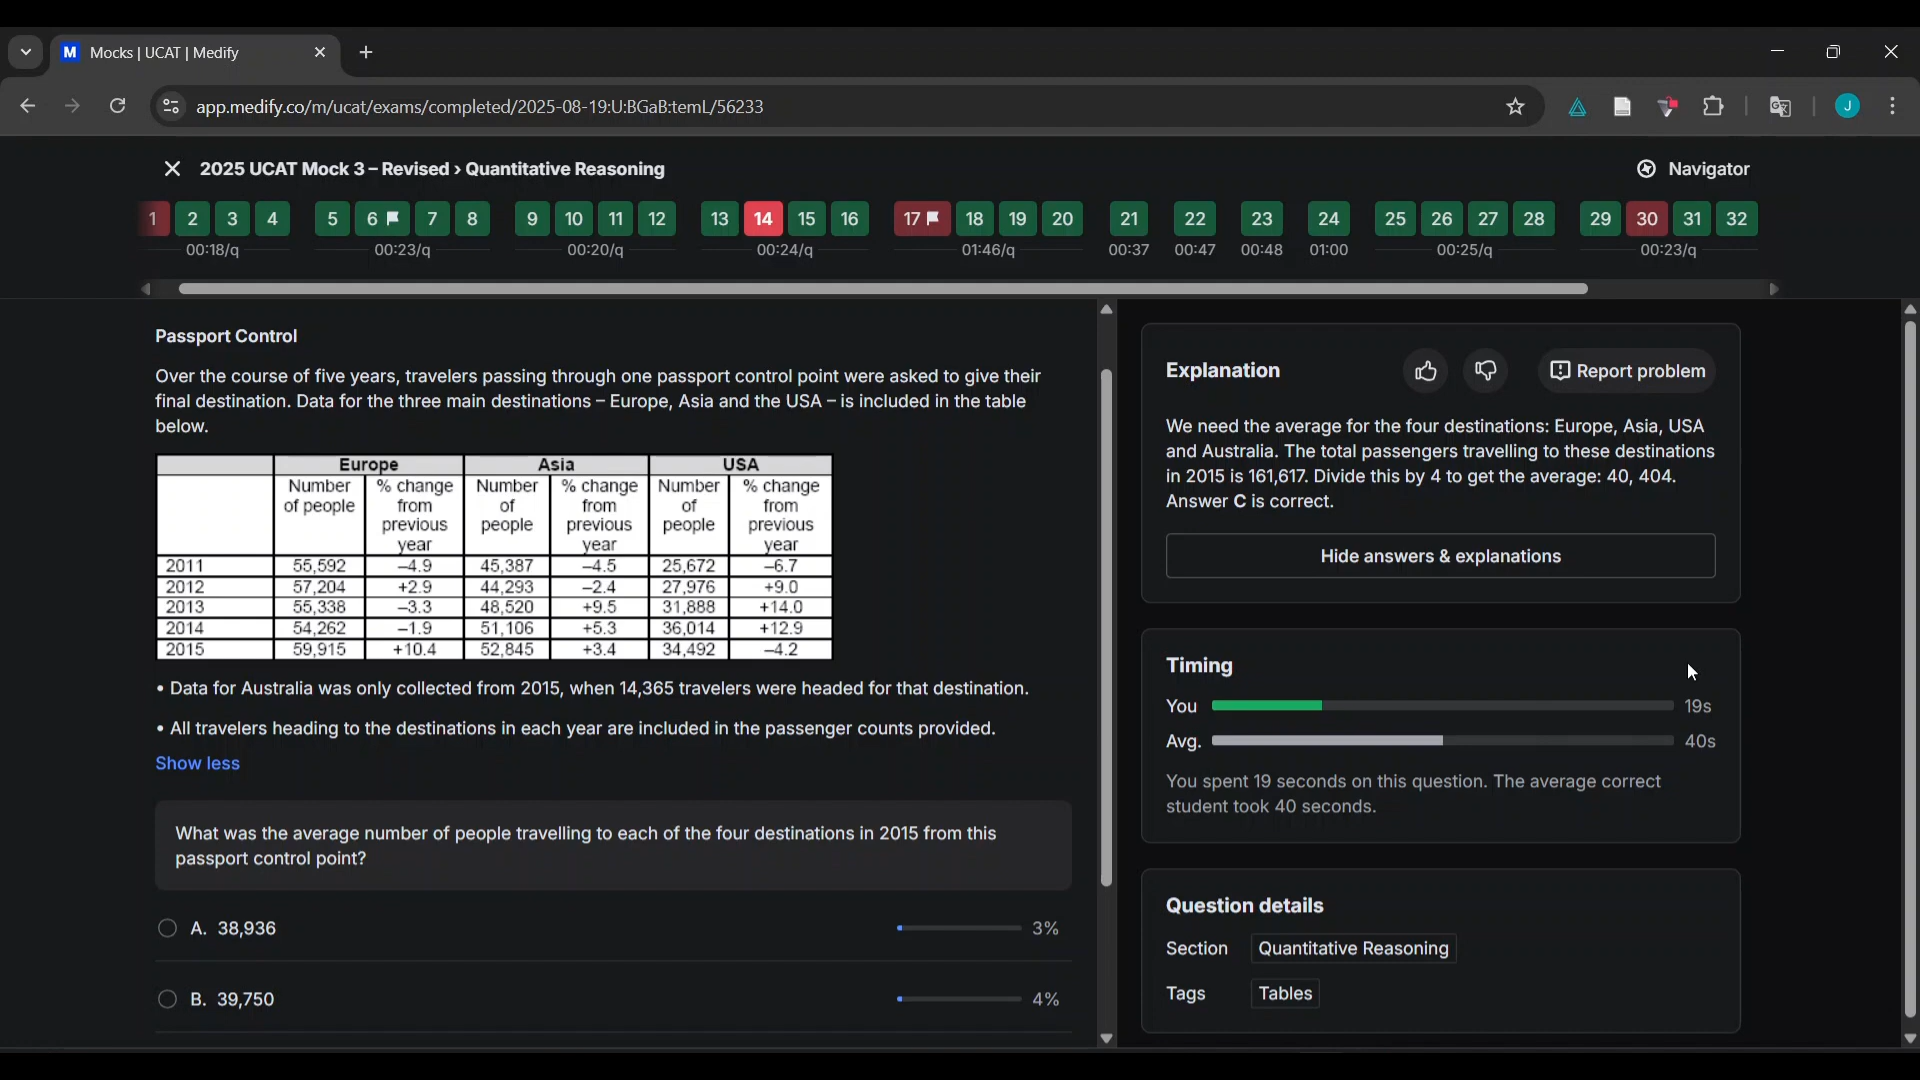 Mocks | UCAT | Medify
app.medify.co/m/ucat/exams/completed/2025-08-19:U:BGaB:temL/56233
J
2025 UCAT Mock 3 – Revised › Quantitative Reasoning
Navigator
1 2 3 4 5 6 7 8 9 10 11 12 13 14 15 16 17 18 19 20 21 22 23 24 25 26 27 28 29 30 31 32
00:18/q 00:23/q 00:20/q 00:24/q 01:46/q 00:37 00:47 00:48 01:00 00:25/q 00:23/q
Passport Control
Over the course of five years, travelers passing through one passport control point were asked to give their
final destination. Data for the three main destinations – Europe, Asia and the USA – is included in the table
below.
Europe Asia USA
Number % change Number % change Number % change
of people from of from of from
previous people previous people previous
year year year
2011 55,592 –4.9 45,387 –4.5 25,672 –6.7
2012 57,204 +2.9 44,293 –2.4 27,976 +9.0
2013 55,338 –3.3 48,520 +9.5 31,888 +14.0
2014 54,262 –1.9 51,106 +5.3 36,014 +12.9
2015 59,915 +10.4 52,845 +3.4 34,492 –4.2
• Data for Australia was only collected from 2015, when 14,365 travelers were headed for that destination.
• All travelers heading to the destinations in each year are included in the passenger counts provided.
Show less
What was the average number of people travelling to each of the four destinations in 2015 from this
passport control point?
A. 38,936 3%
B. 39,750 4%
Explanation
Report problem
We need the average for the four destinations: Europe, Asia, USA
and Australia. The total passengers travelling to these destinations
in 2015 is 161,617. Divide this by 4 to get the average: 40, 404.
Answer C is correct.
Hide answers & explanations
Timing
You 19s
Avg. 40s
You spent 19 seconds on this question. The average correct
student took 40 seconds.
Question details
Section Quantitative Reasoning
Tags Tables